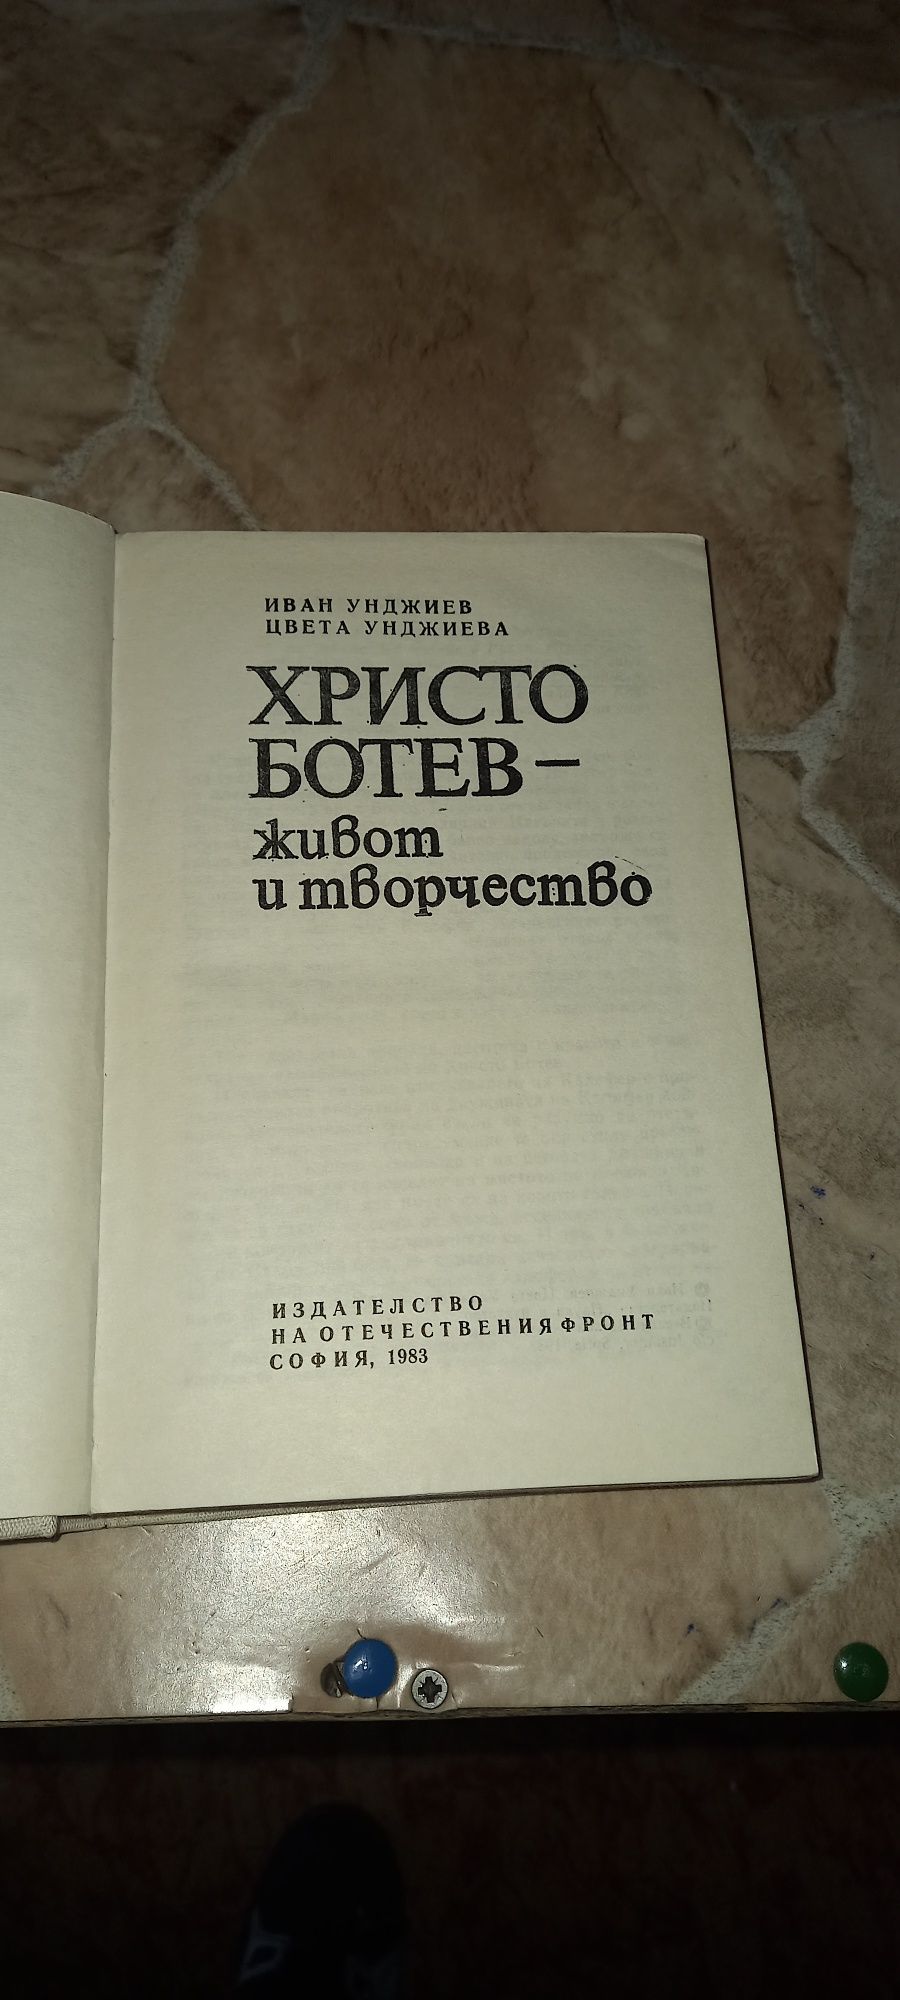 ИВАН УНДЖИЕВ
ЦВЕТА УНДЖИЕВА
ХРИСТО
БОТЕВ –
живот
и творчество
ИЗДАТЕЛСТВО
НА ОТЕЧЕСТВЕНИЯ ФРОНТ
СОФИЯ, 1983